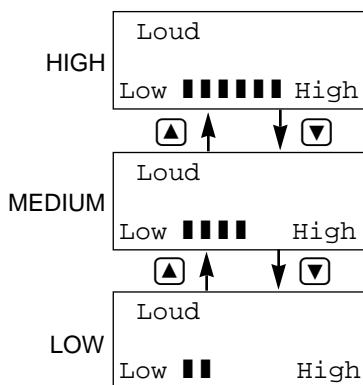 Loud
HIGH
Low ▮▮▮▮▮▮ High
▲ ▼
Loud
MEDIUM
Low ▮▮▮▮ High
▲ ▼
Loud
LOW
Low ▮▮ High